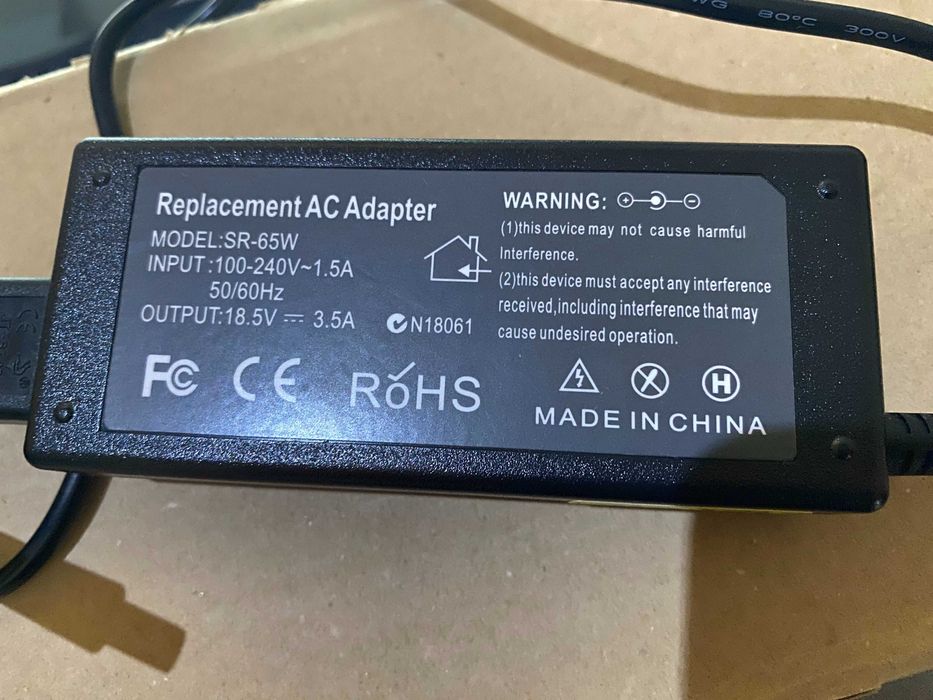 WG 80°C 300V
Replacement AC Adapter
MODEL:SR-65W
INPUT:100-240V~1.5A
50/60Hz
OUTPUT:18.5V ⎓ 3.5A
N18061
FC CE RoHS
WARNING:
(1)this device may not cause harmful
Interference.
(2)this device must accept any interference
received,including interference that may
cause undesired operation.
H
MADE IN CHINA